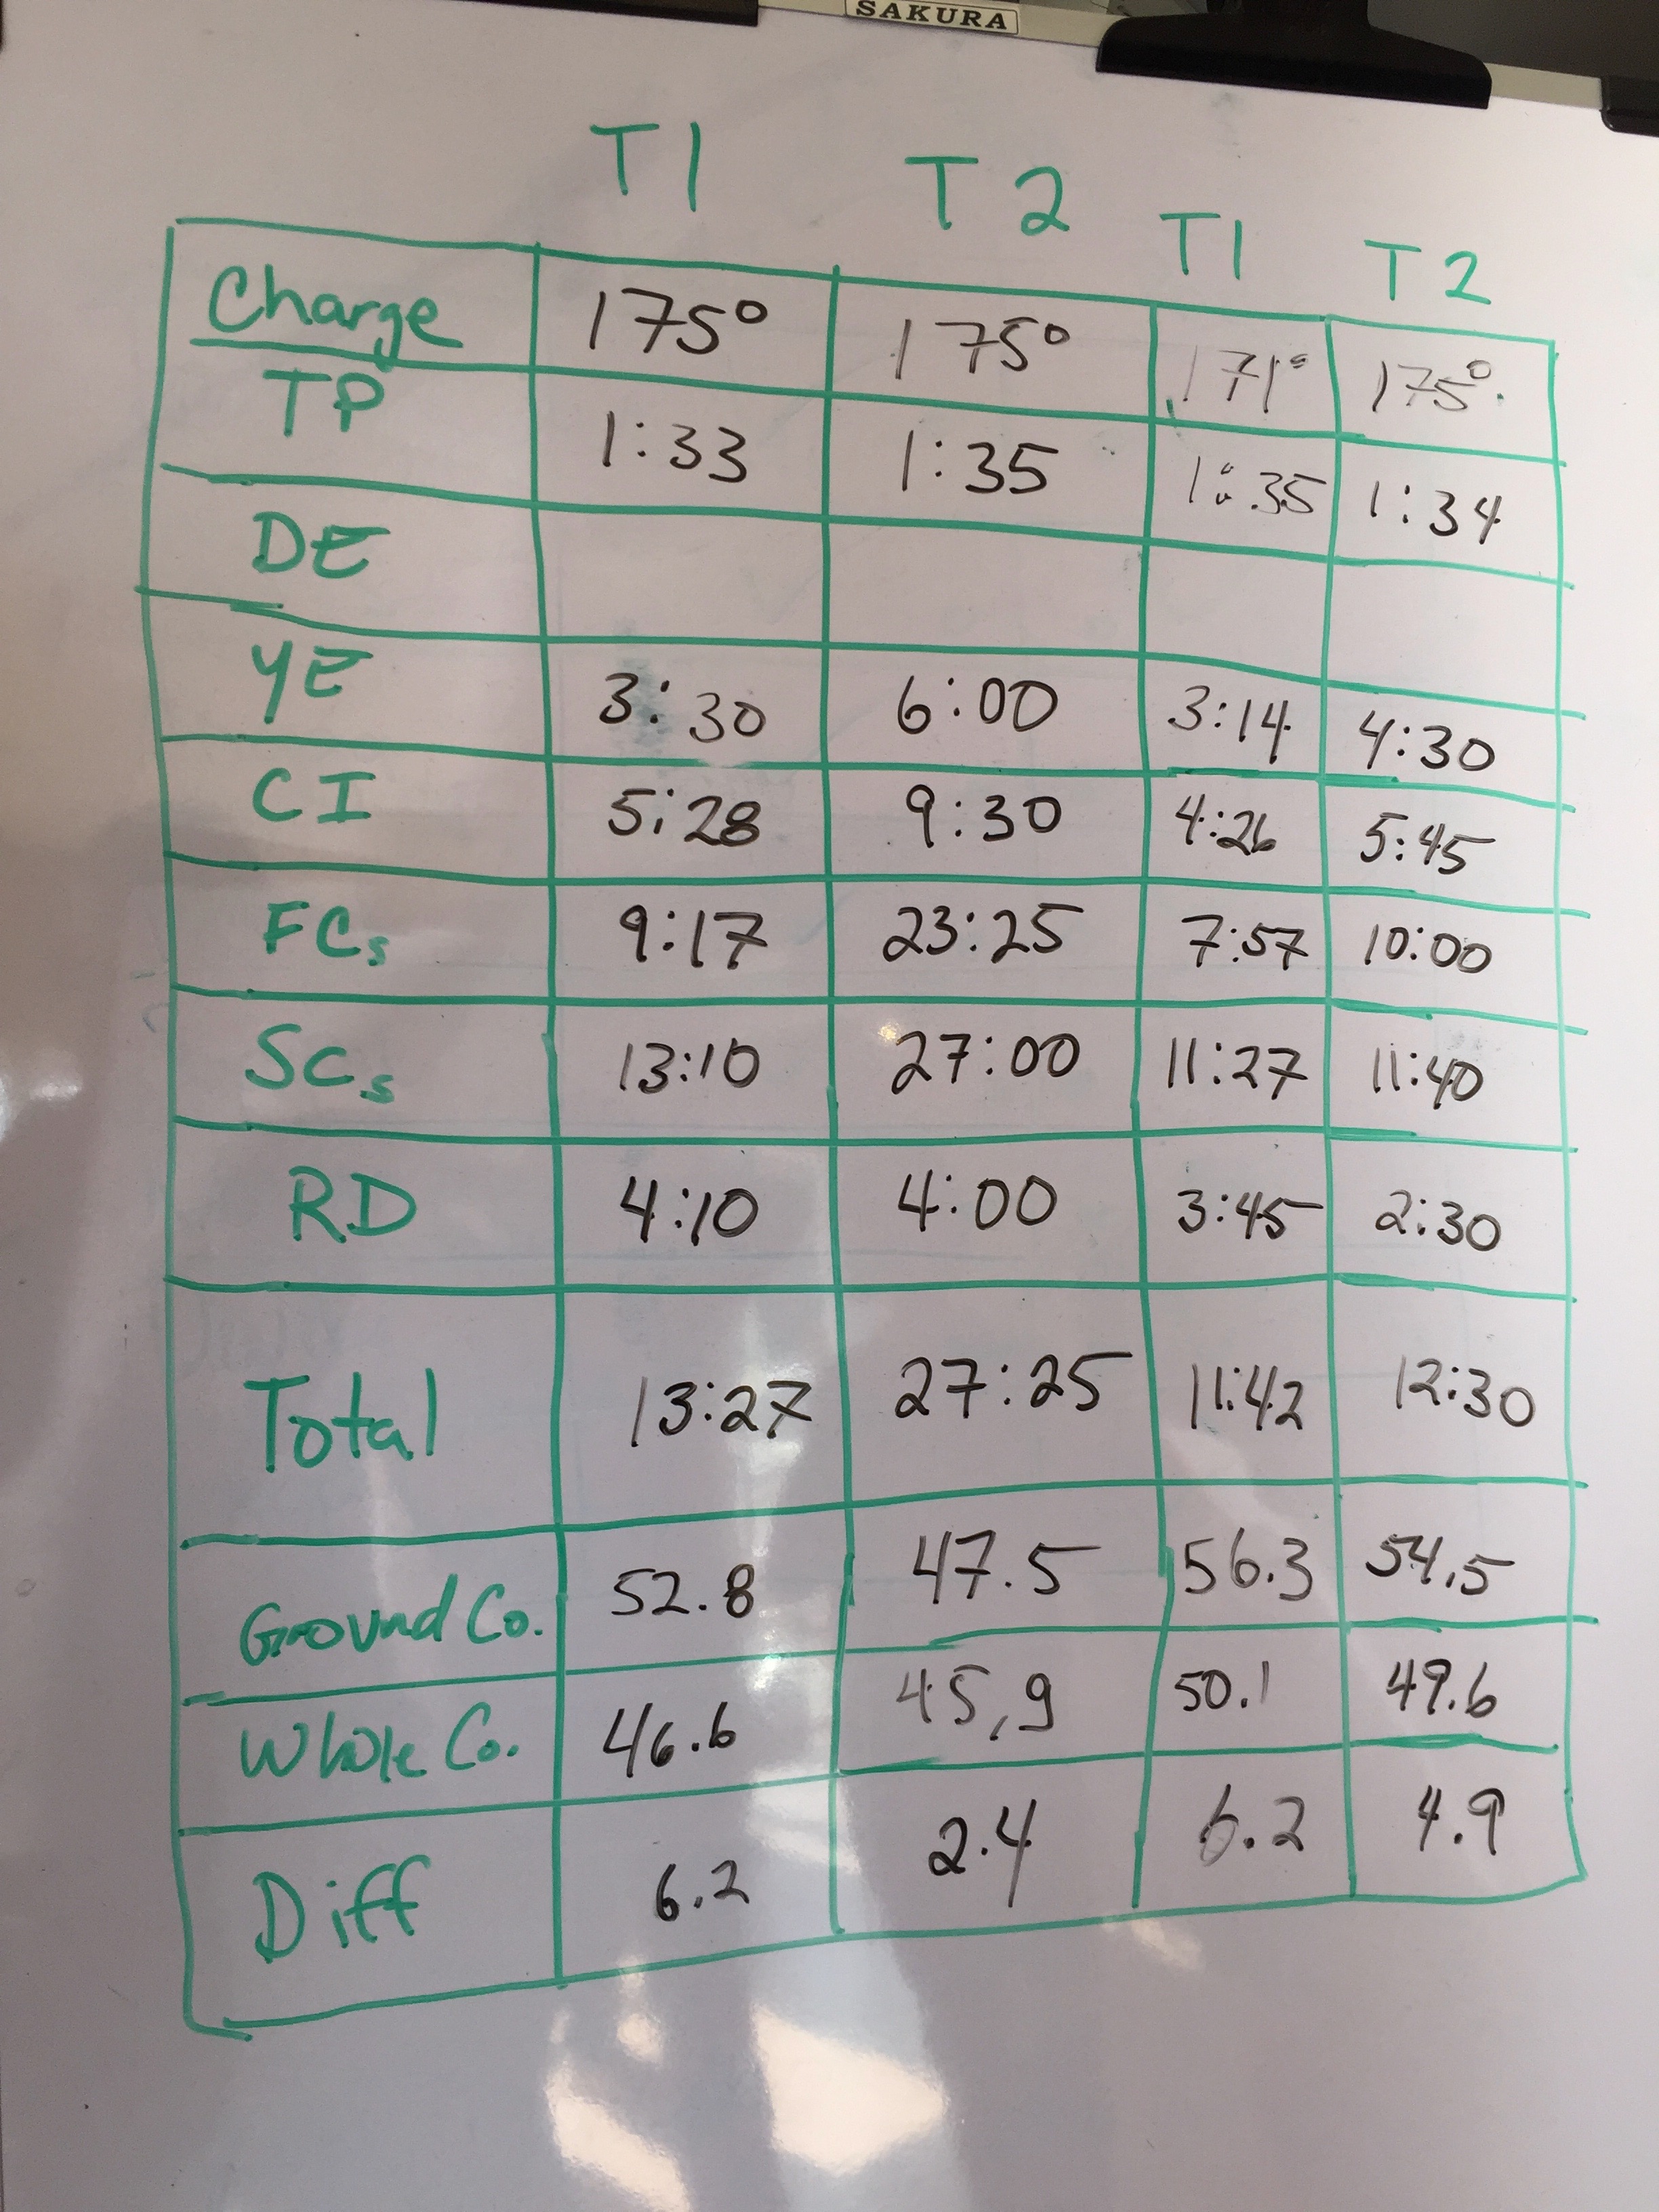 SAKURA
T1 T2 T1 T2
Charge 175° 175° 171° 175°
TP 1:33 1:35 1:35 1:34
DE
YE 3:30 6:00 3:14 4:30
CI 5:28 9:30 4:26 5:45
FCs 9:17 23:25 7:57 10:00
SCs 13:10 27:00 11:27 11:40
RD 4:10 4:00 3:45 2:30
Total 13:27 27:25 11:42 12:30
Ground Co. 52.8 47.5 56.3 54.5
Whole Co. 46.6 45,9 50.1 49.6
Diff 6.2 2.4 6.2 4.9